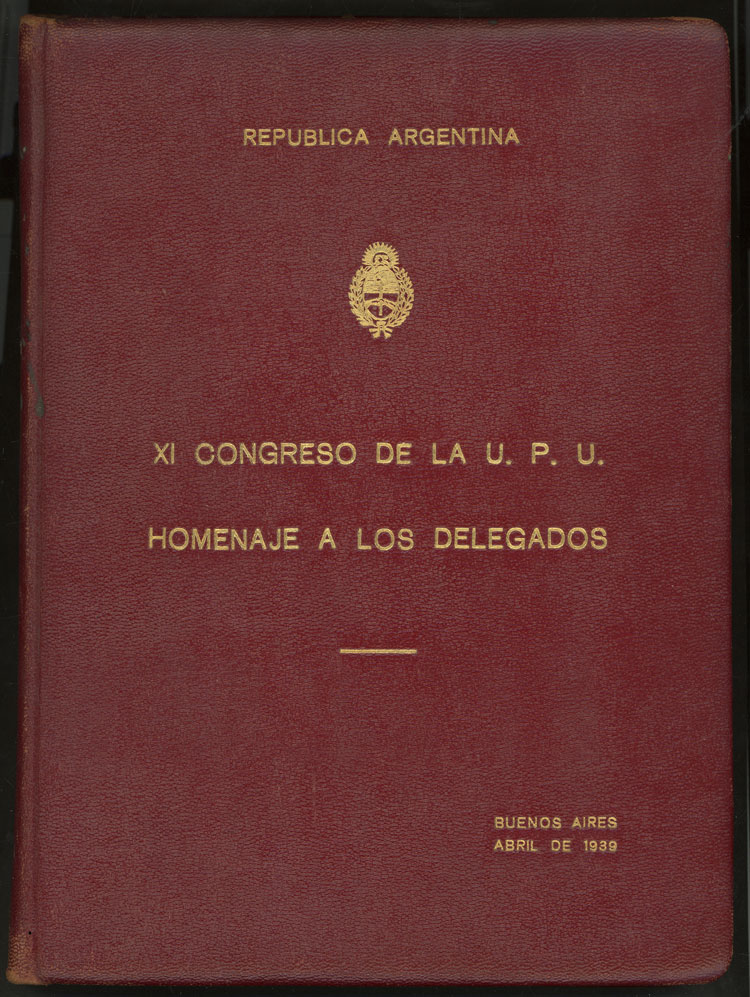 REPUBLICA ARGENTINA
XI CONGRESO DE LA U. P. U.
HOMENAJE A LOS DELEGADOS
BUENOS AIRES
ABRIL DE 1939